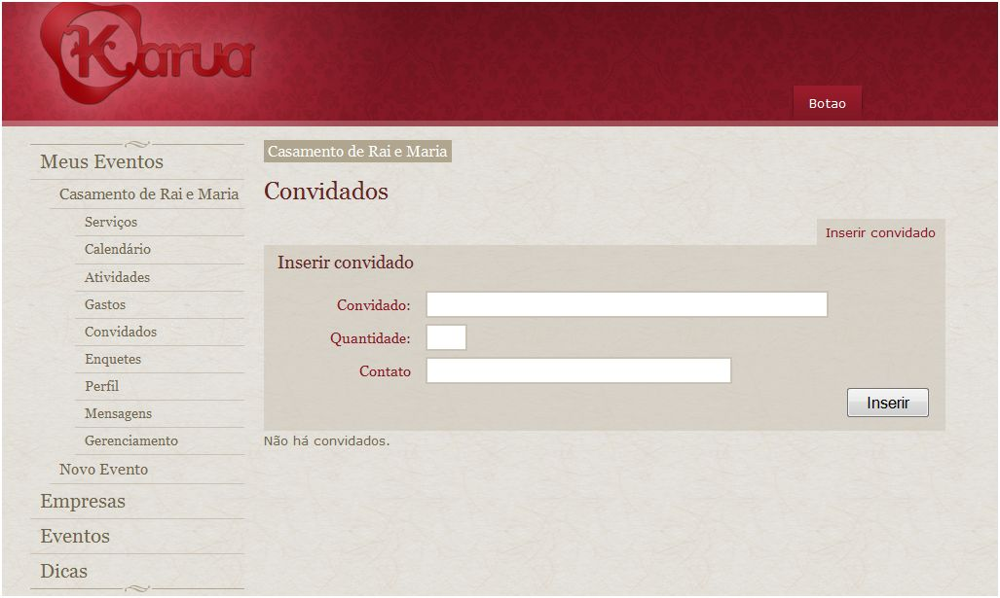 Karua
Botao
Meus Eventos
Casamento de Rai e Maria
Serviços
Calendário
Atividades
Gastos
Convidados
Enquetes
Perfil
Mensagens
Gerenciamento
Novo Evento
Empresas
Eventos
Dicas
Casamento de Rai e Maria
Convidados
Inserir convidado
Inserir convidado
Convidado:
Quantidade:
Contato
Inserir
Não há convidados.